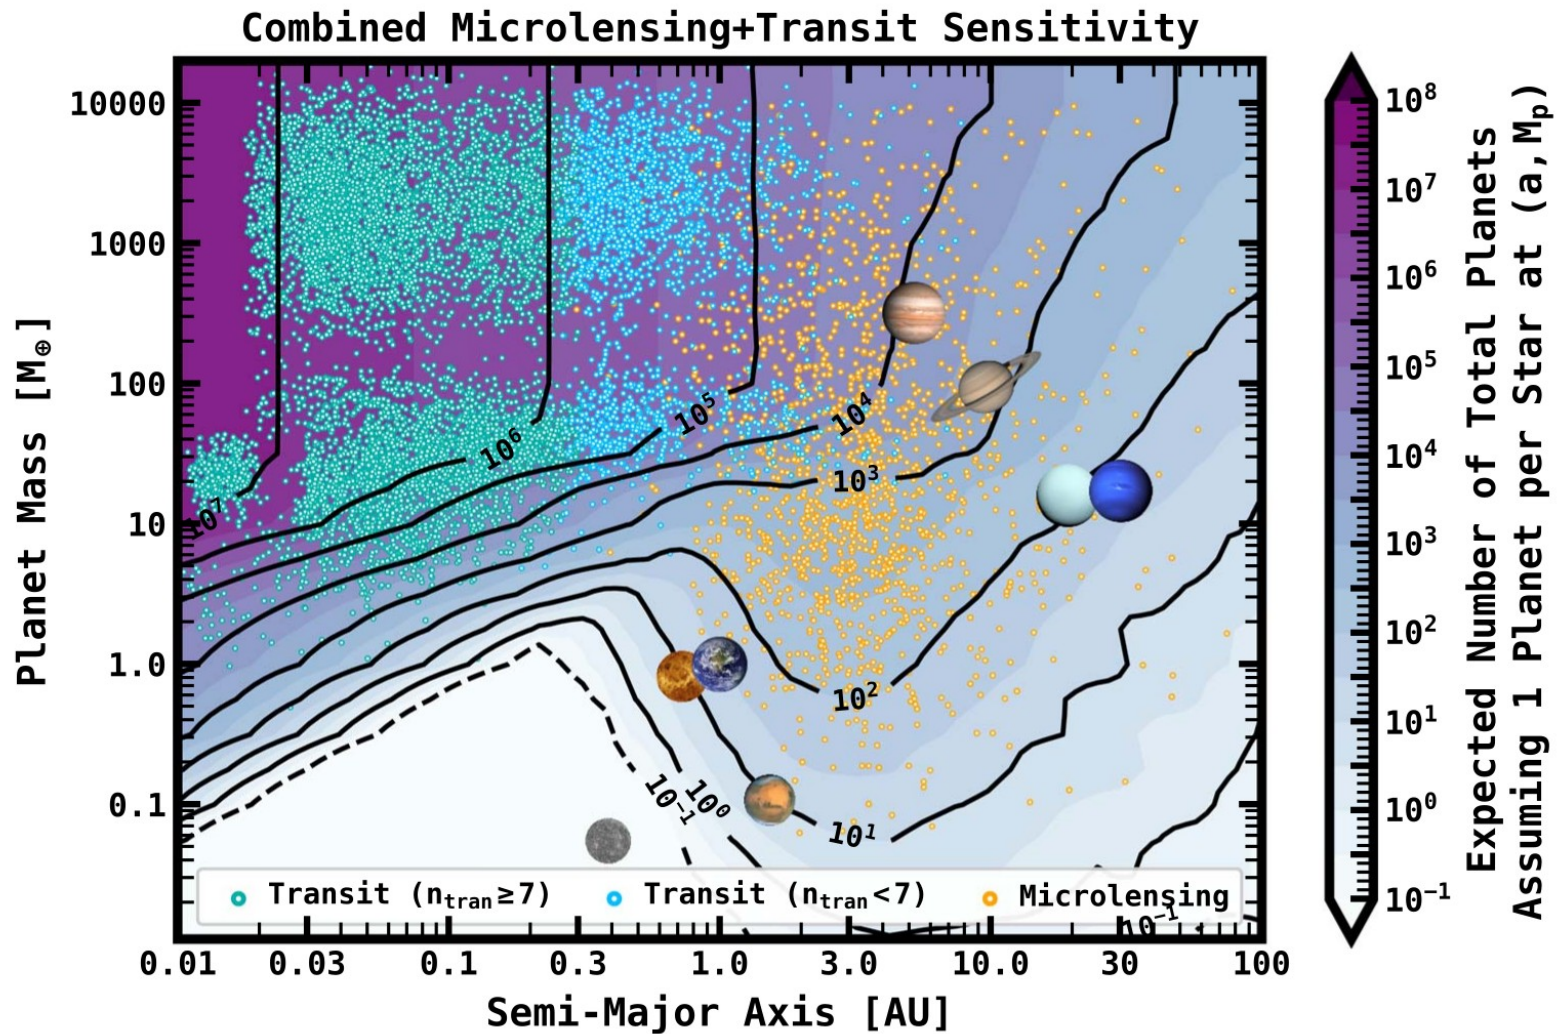 Combined Microlensing+Transit Sensitivity
Planet Mass [M⊕]
10000
1000
100
10
1.0
0.1
10⁷
10⁶
10⁵
10⁴
10³
10²
10¹
10⁰
10⁻¹
10⁻¹
Transit (n_tran≥7)
Transit (n_tran<7)
Microlensing
0.01 0.03 0.1 0.3 1.0 3.0 10.0 30 100
Semi-Major Axis [AU]
10⁸
10⁷
10⁶
10⁵
10⁴
10³
10²
10¹
10⁰
10⁻¹
Expected Number of Total Planets
Assuming 1 Planet per Star at (a,Mₚ)